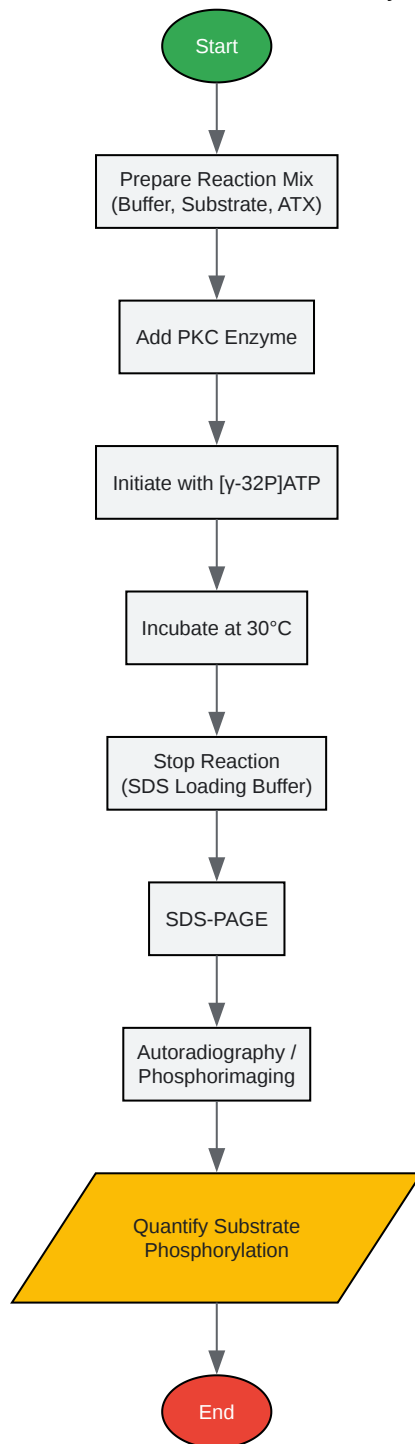 Start
Prepare Reaction Mix
(Buffer, Substrate, ATX)
Add PKC Enzyme
Initiate with [γ-32P]ATP
Incubate at 30°C
Stop Reaction
(SDS Loading Buffer)
SDS-PAGE
Autoradiography /
Phosphorimaging
Quantify Substrate
Phosphorylation
End